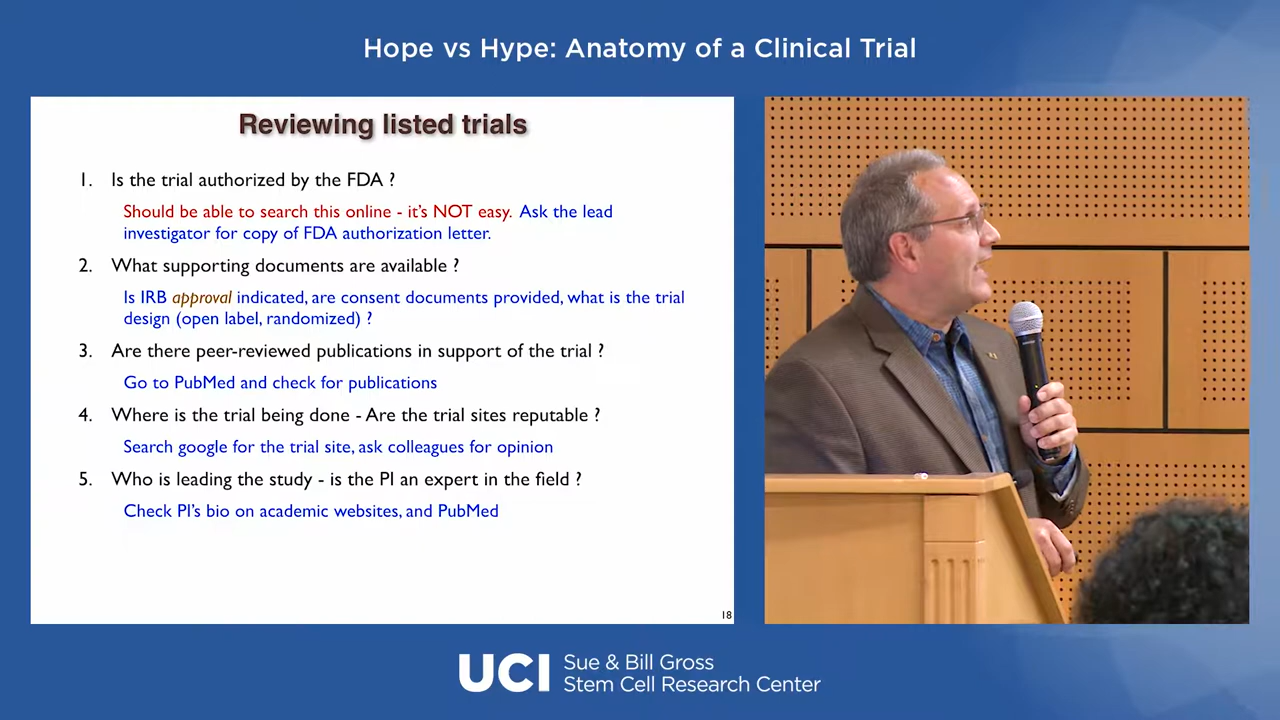 Hope vs Hype: Anatomy of a Clinical Trial
Reviewing listed trials
1. Is the trial authorized by the FDA ?
Should be able to search this online - it's NOT easy. Ask the lead
investigator for copy of FDA authorization letter.
2. What supporting documents are available ?
Is IRB approval indicated, are consent documents provided, what is the trial
design (open label, randomized) ?
3. Are there peer-reviewed publications in support of the trial ?
Go to PubMed and check for publications
4. Where is the trial being done - Are the trial sites reputable ?
Search google for the trial site, ask colleagues for opinion
5. Who is leading the study - is the PI an expert in the field ?
Check PI's bio on academic websites, and PubMed
18
UCI
Sue & Bill Gross
Stem Cell Research Center